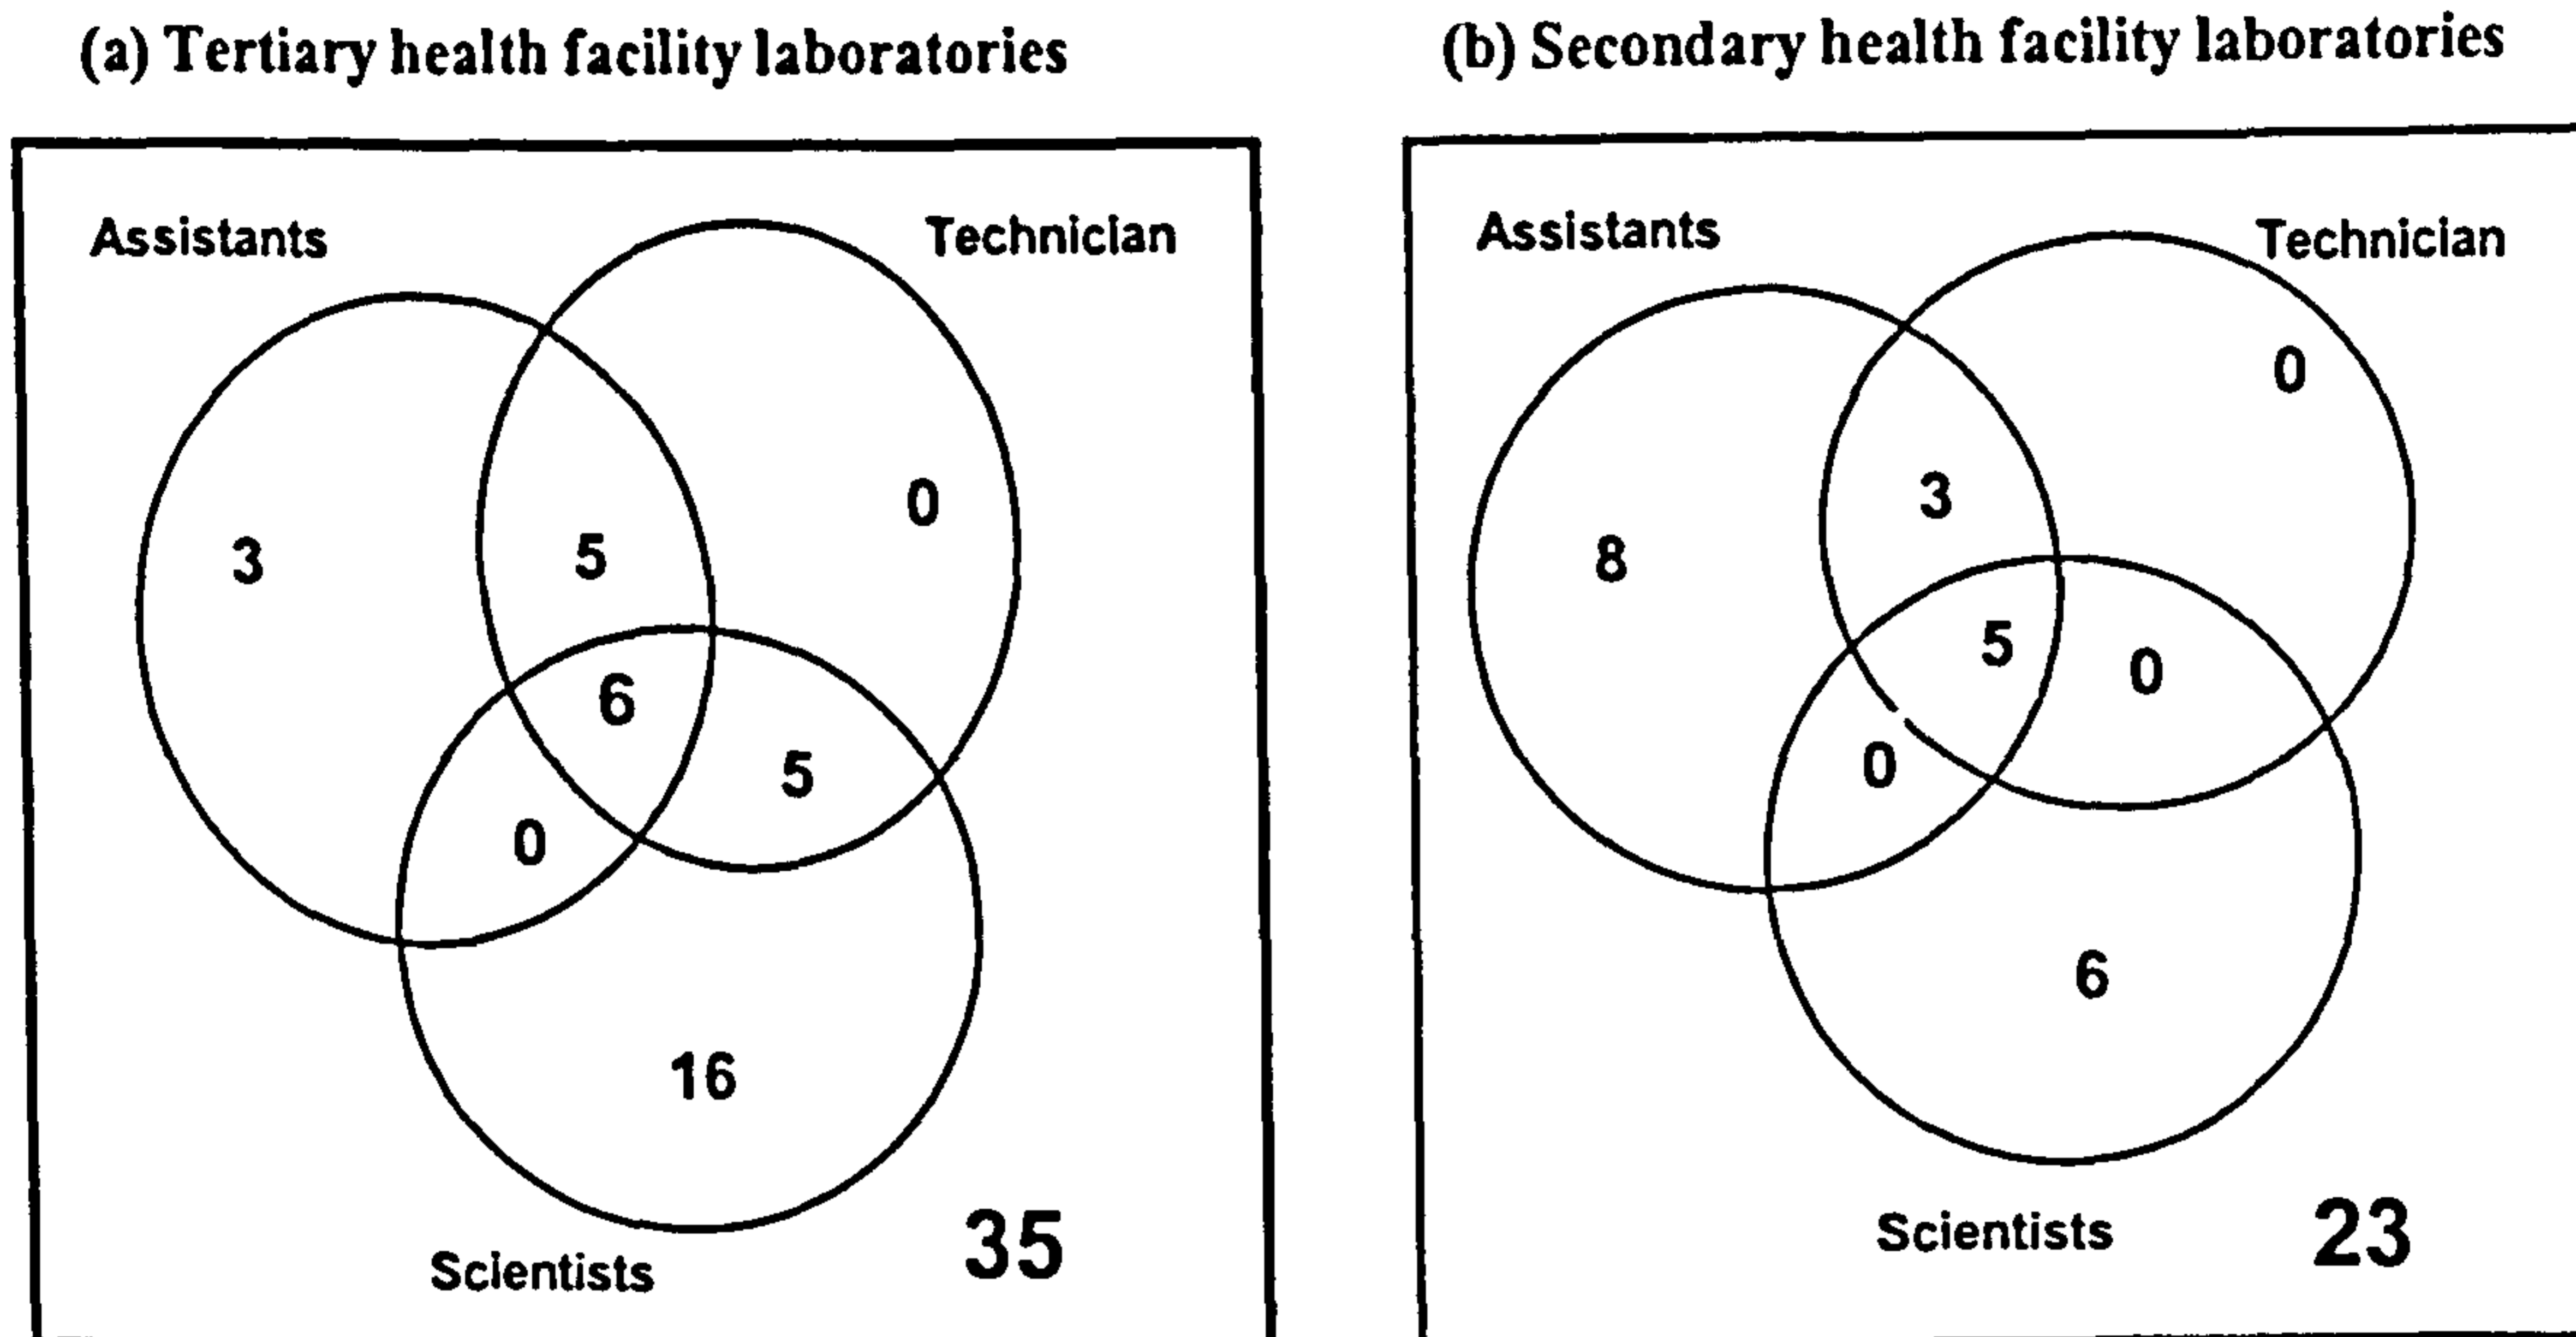 (a) Tertiary health facility laboratories
Assistants
Technician
3
5
0
6
5
0
16
Scientists
35
(b) Secondary health facility laboratories
Assistants
Technician
0
3
8
5
0
0
6
Scientists
23